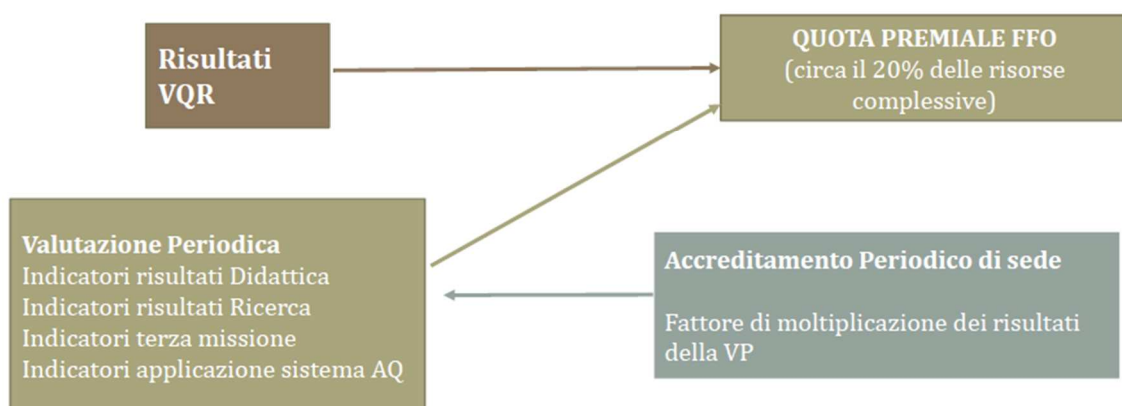 Risultati
VQR
QUOTA PREMIALE FFO
(circa il 20% delle risorse
complessive)
Valutazione Periodica
Indicatori risultati Didattica
Indicatori risultati Ricerca
Indicatori terza missione
Indicatori applicazione sistema AQ
Accreditamento Periodico di sede
Fattore di moltiplicazione dei risultati
della VP